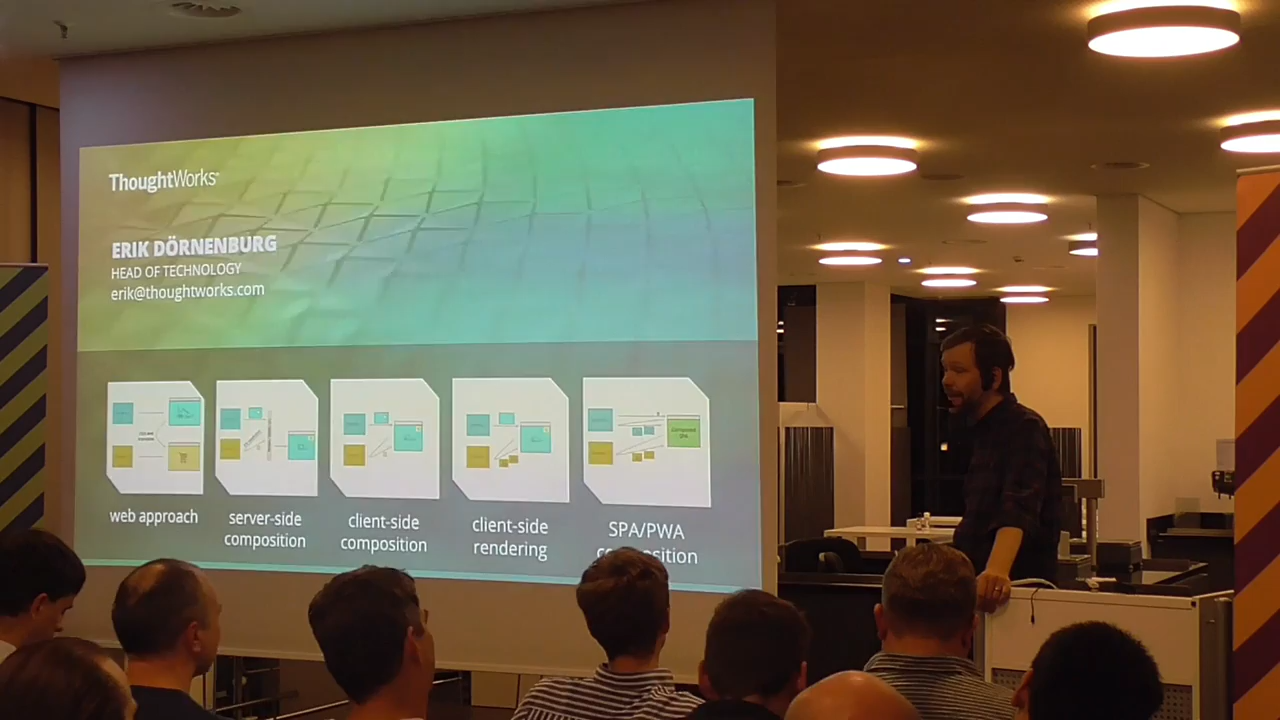 ThoughtWorks
ERIK DÖRNENBURG
HEAD OF TECHNOLOGY
erik@thoughtworks.com
web approach
server-side
composition
client-side
composition
client-side
rendering
SPA/PWA